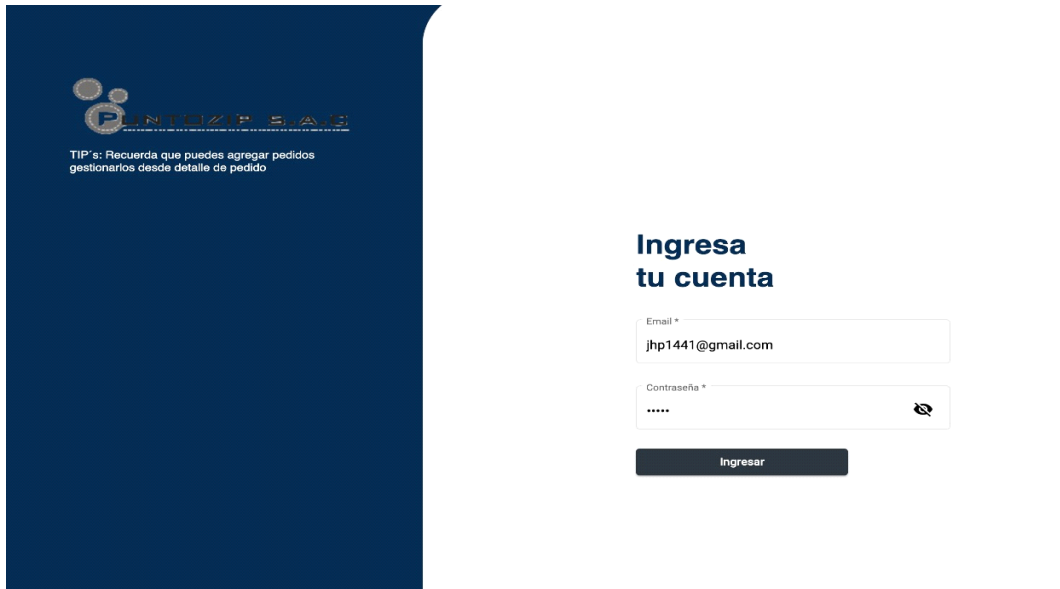 PUNTOZIP S.A.C
TIP´s: Recuerda que puedes agregar pedidos
gestionarlos desde detalle de pedido
Ingresa
tu cuenta
Email *
jhp1441@gmail.com
Contraseña *
•••••
Ingresar